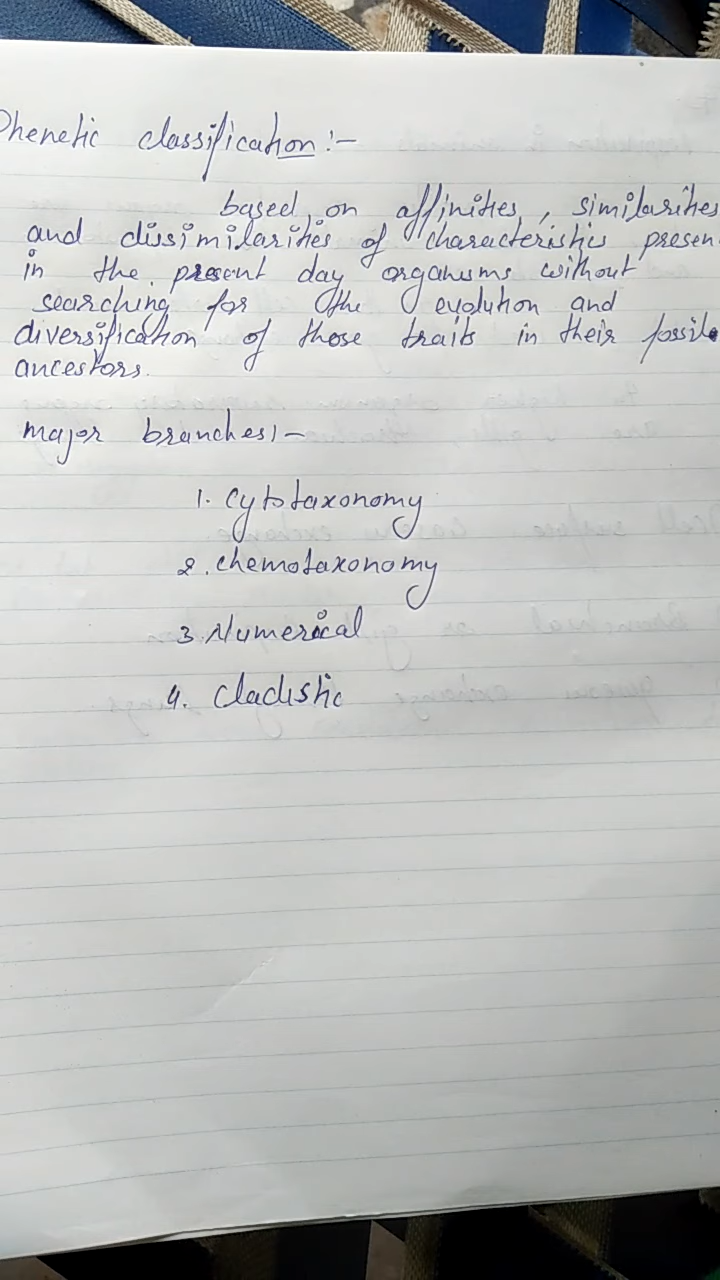 Phenetic classification :-
based on affinities, similarities
and dissimilarities of characteristics presen
in the present day organisms without
searching for the evolution and
diversification of those traits in their fossile
ancestors.
major branches :-
1. Cytotaxonomy
2. chemotaxonomy
3. Numerical
4. Cladistic